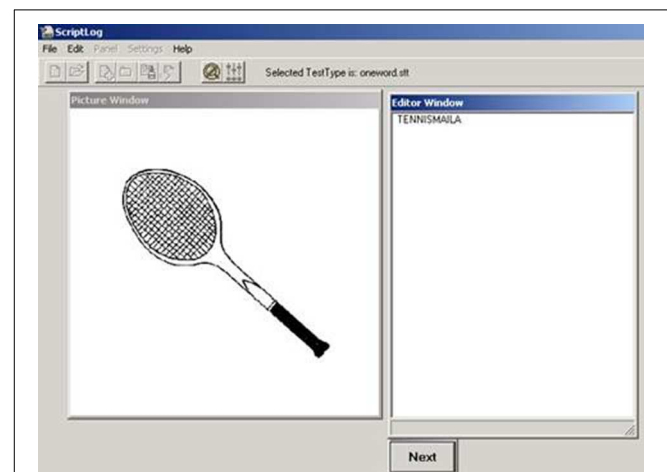 ScriptLog
File Edit Panel Settings Help
Selected TestType is: oneword.stt
Picture Window
Editor Window
TENNISMAILA
Next